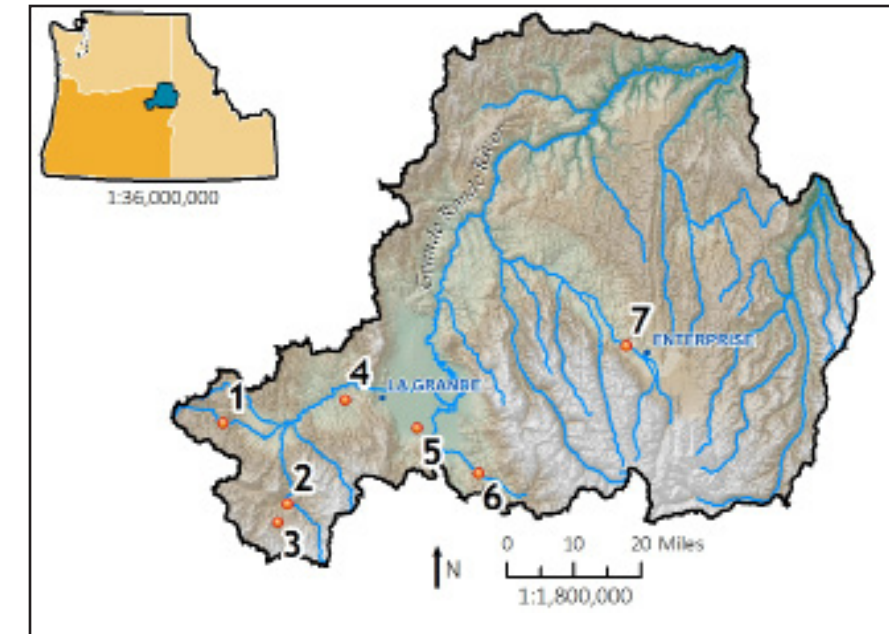 1:36,000,000
Grande Ronde River
7
ENTERPRISE
4
LA GRANDE
1
5
2
6
3
N
0 10 20 Miles
1:1,800,000